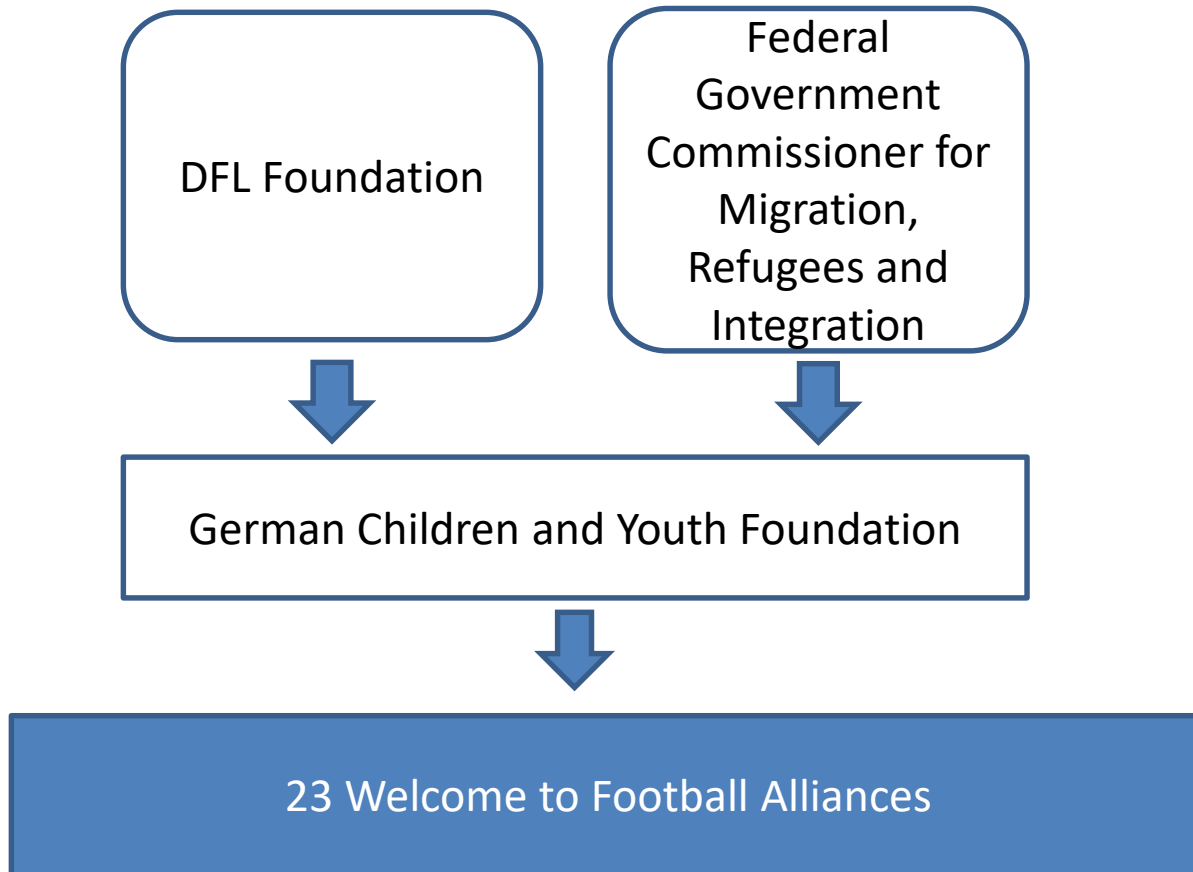 DFL Foundation
Federal
Government
Commissioner for
Migration,
Refugees and
Integration
German Children and Youth Foundation
23 Welcome to Football Alliances